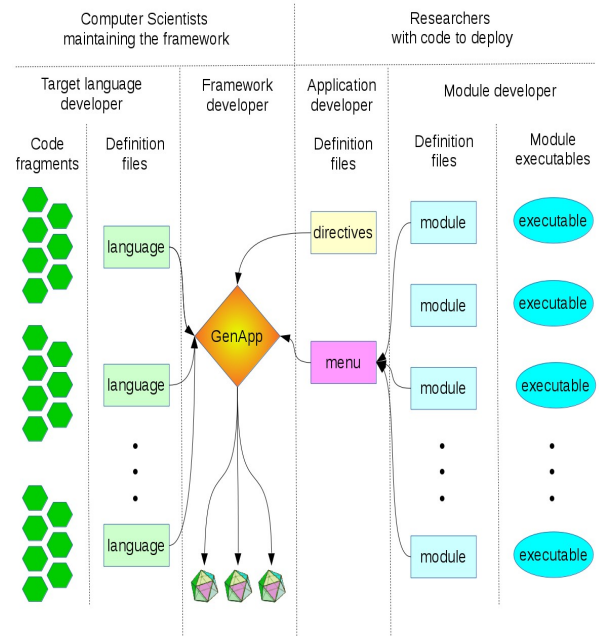 Computer Scientists
maintaining the framework
Researchers
with code to deploy
Target language
developer
Framework
developer
Application
developer
Module developer
Code
fragments
Definition
files
Definition
files
Definition
files
Module
executables
language
directives
module
executable
module
executable
GenApp
menu
language
module
executable
language
module
executable